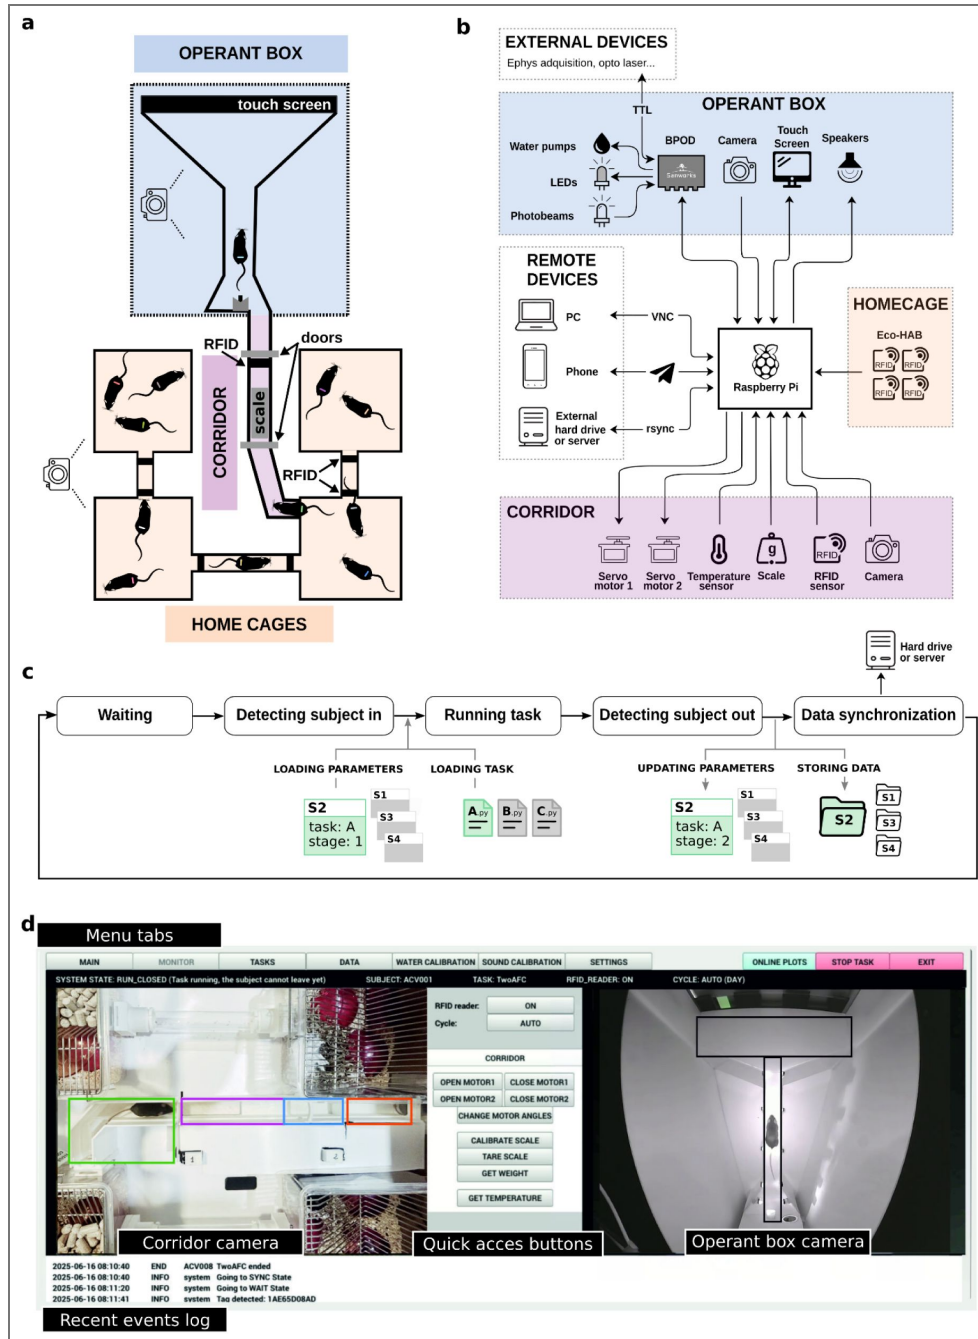 a
OPERANT BOX
touch screen
RFID
doors
CORRIDOR
scale
RFID
HOME CAGES
b
EXTERNAL DEVICES
Ephys adquisition, opto laser...
TTL
OPERANT BOX
Water pumps
LEDs
Photobeams
BPOD
Sanworks
Camera
Touch
Screen
Speakers
REMOTE
DEVICES
PC
VNC
Phone
External
hard drive
or server
rsync
Raspberry Pi
HOMECAGE
Eco-HAB
RFID
RFID
RFID
RFID
CORRIDOR
g
RFID
Servo
motor 1
Servo
motor 2
Temperature
sensor
Scale
RFID
sensor
Camera
c
Hard drive
or server
Waiting
Detecting subject in
Running task
Detecting subject out
Data synchronization
LOADING PARAMETERS
LOADING TASK
UPDATING PARAMETERS
STORING DATA
S2
task: A
stage: 1
S1
S3
S4
A.py
B.py
C.py
S2
task: A
stage: 2
S1
S3
S4
S2
S1
S3
S4
d
Menu tabs
MAIN MONITOR TASKS DATA WATER CALIBRATION SOUND CALIBRATION SETTINGS ONLINE PLOTS STOP TASK EXIT
SYSTEM STATE: RUN_CLOSED (Task running, the subject cannot leave yet) SUBJECT: ACV001 TASK: TwoAFC RFID_READER: ON CYCLE: AUTO (DAY)
RFID reader: ON
Cycle: AUTO
CORRIDOR
OPEN MOTOR1 CLOSE MOTOR1
OPEN MOTOR2 CLOSE MOTOR2
CHANGE MOTOR ANGLES
CALIBRATE SCALE
TARE SCALE
GET WEIGHT
GET TEMPERATURE
1
2
Corridor camera
Quick acces buttons
Operant box camera
2025-06-16 08:10:40 END ACV008 TwoAFC ended
2025-06-16 08:10:40 INFO system Going to SYNC State
2025-06-16 08:11:20 INFO system Going to WAIT State
2025-06-16 08:11:41 INFO system Tag detected: 1AE65D08AD
Recent events log